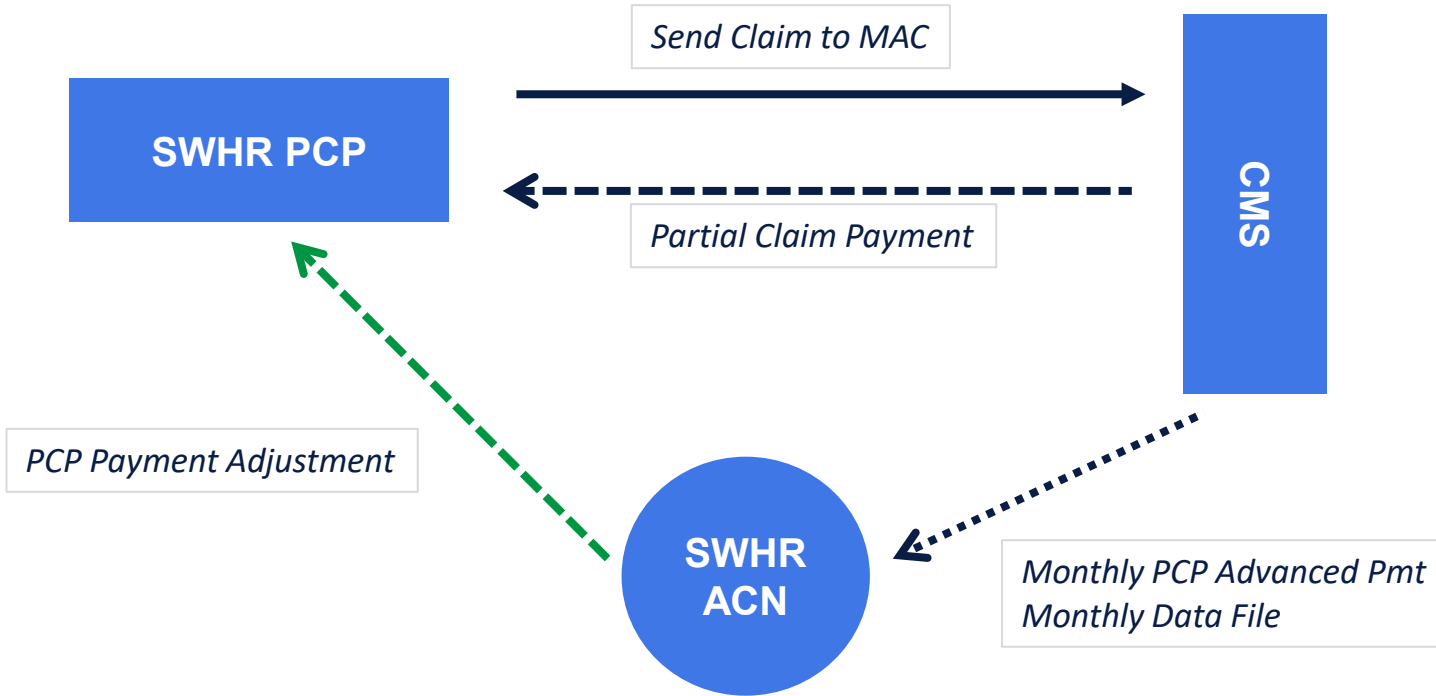 Send Claim to MAC
SWHR PCP
CMS
Partial Claim Payment
PCP Payment Adjustment
SWHR
ACN
Monthly PCP Advanced Pmt
Monthly Data File